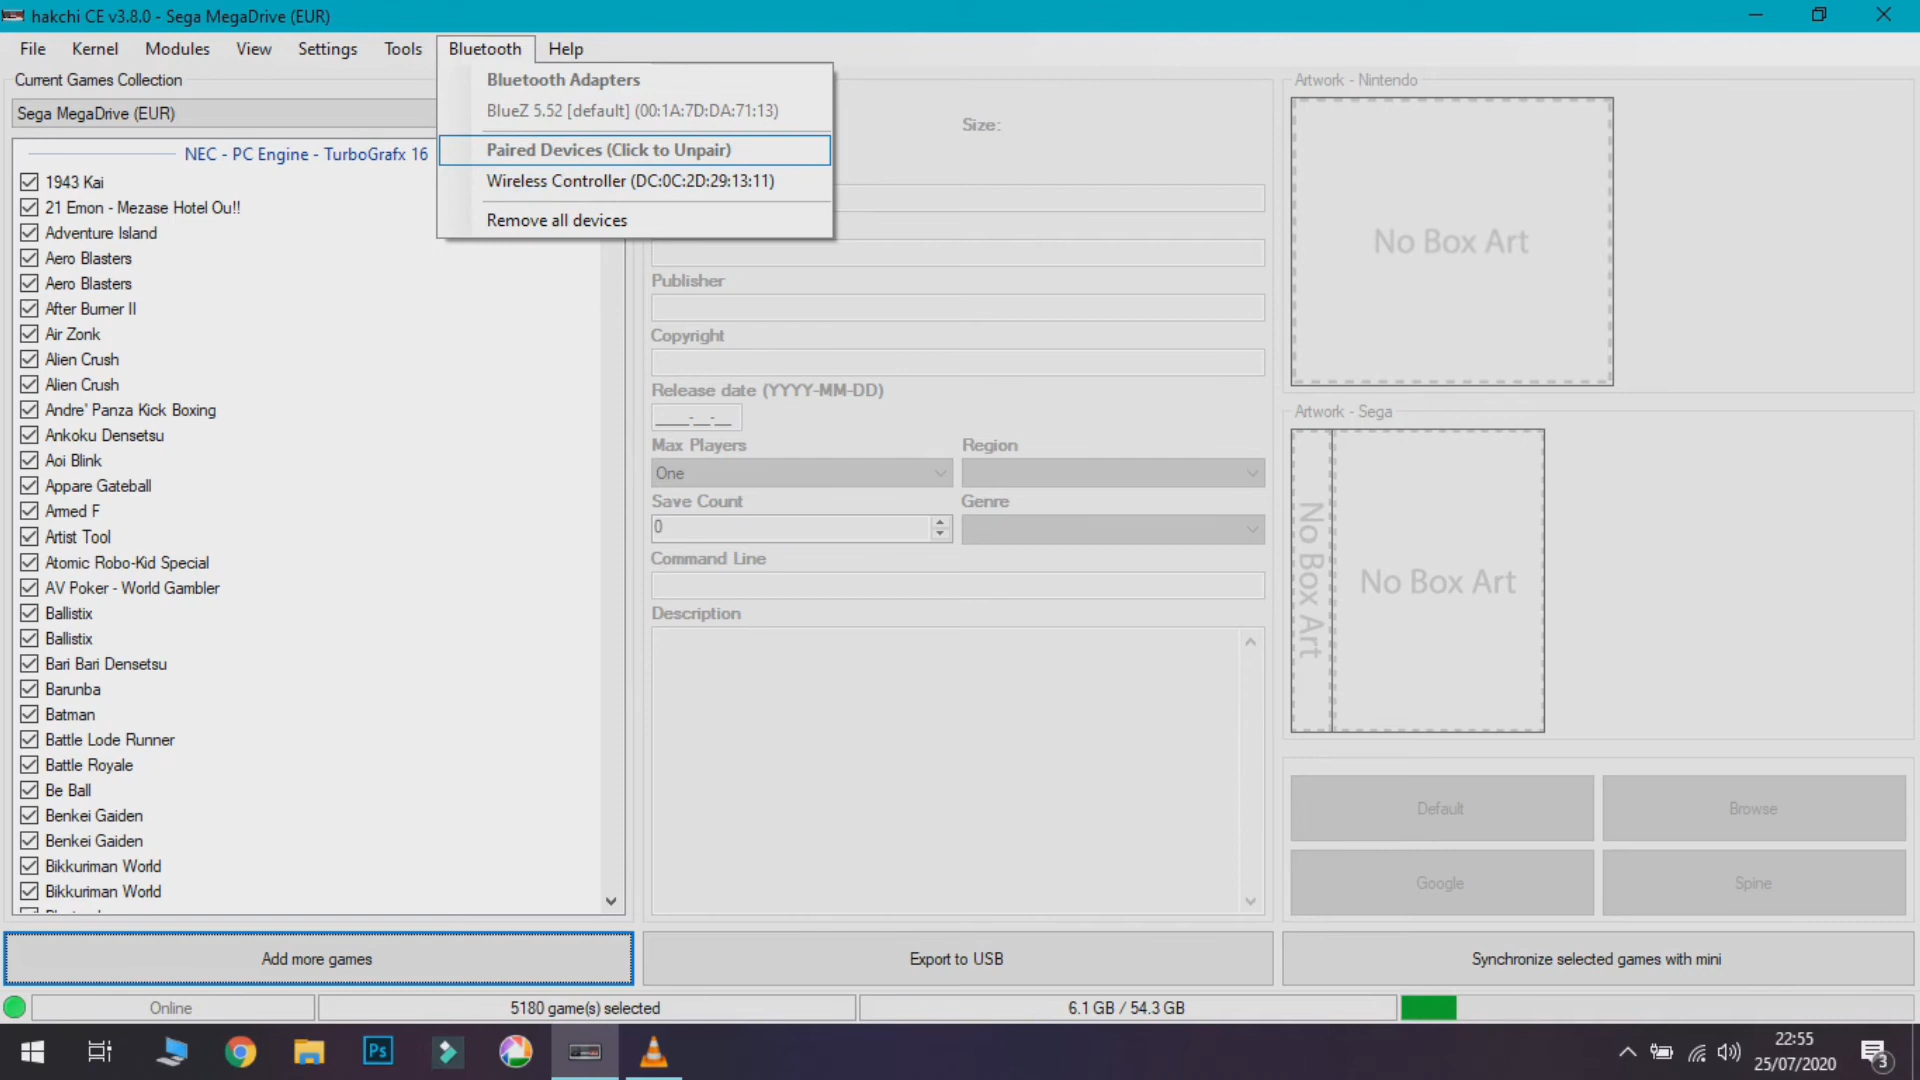 hakchi CE v3.8.0 - Sega MegaDrive (EUR)
File Kernel Modules View Settings Tools Bluetooth Help
Current Games Collection
Sega MegaDrive (EUR)
NEC - PC Engine - TurboGrafx 16
1943 Kai
21 Emon - Mezase Hotel Ou!!
Adventure Island
Aero Blasters
Aero Blasters
After Burner II
Air Zonk
Alien Crush
Alien Crush
Andre' Panza Kick Boxing
Ankoku Densetsu
Aoi Blink
Appare Gateball
Armed F
Artist Tool
Atomic Robo-Kid Special
AV Poker - World Gambler
Ballistix
Ballistix
Bari Bari Densetsu
Barunba
Batman
Battle Lode Runner
Battle Royale
Be Ball
Benkei Gaiden
Benkei Gaiden
Bikkuriman World
Bikkuriman World
Bluetooth Adapters
BlueZ 5.52 [default] (00:1A:7D:DA:71:13)
Paired Devices (Click to Unpair)
Wireless Controller (DC:0C:2D:29:13:11)
Remove all devices
Size:
Publisher
Copyright
Release date (YYYY-MM-DD)
____-__-__
Max Players Region
One
Save Count Genre
0
Command Line
Description
Artwork - Nintendo
No Box Art
Artwork - Sega
No Box Art
No Box Art
Default Browse
Google Spine
Add more games
Export to USB
Synchronize selected games with mini
Online
5180 game(s) selected
6.1 GB / 54.3 GB
Ps
22:55
25/07/2020
3